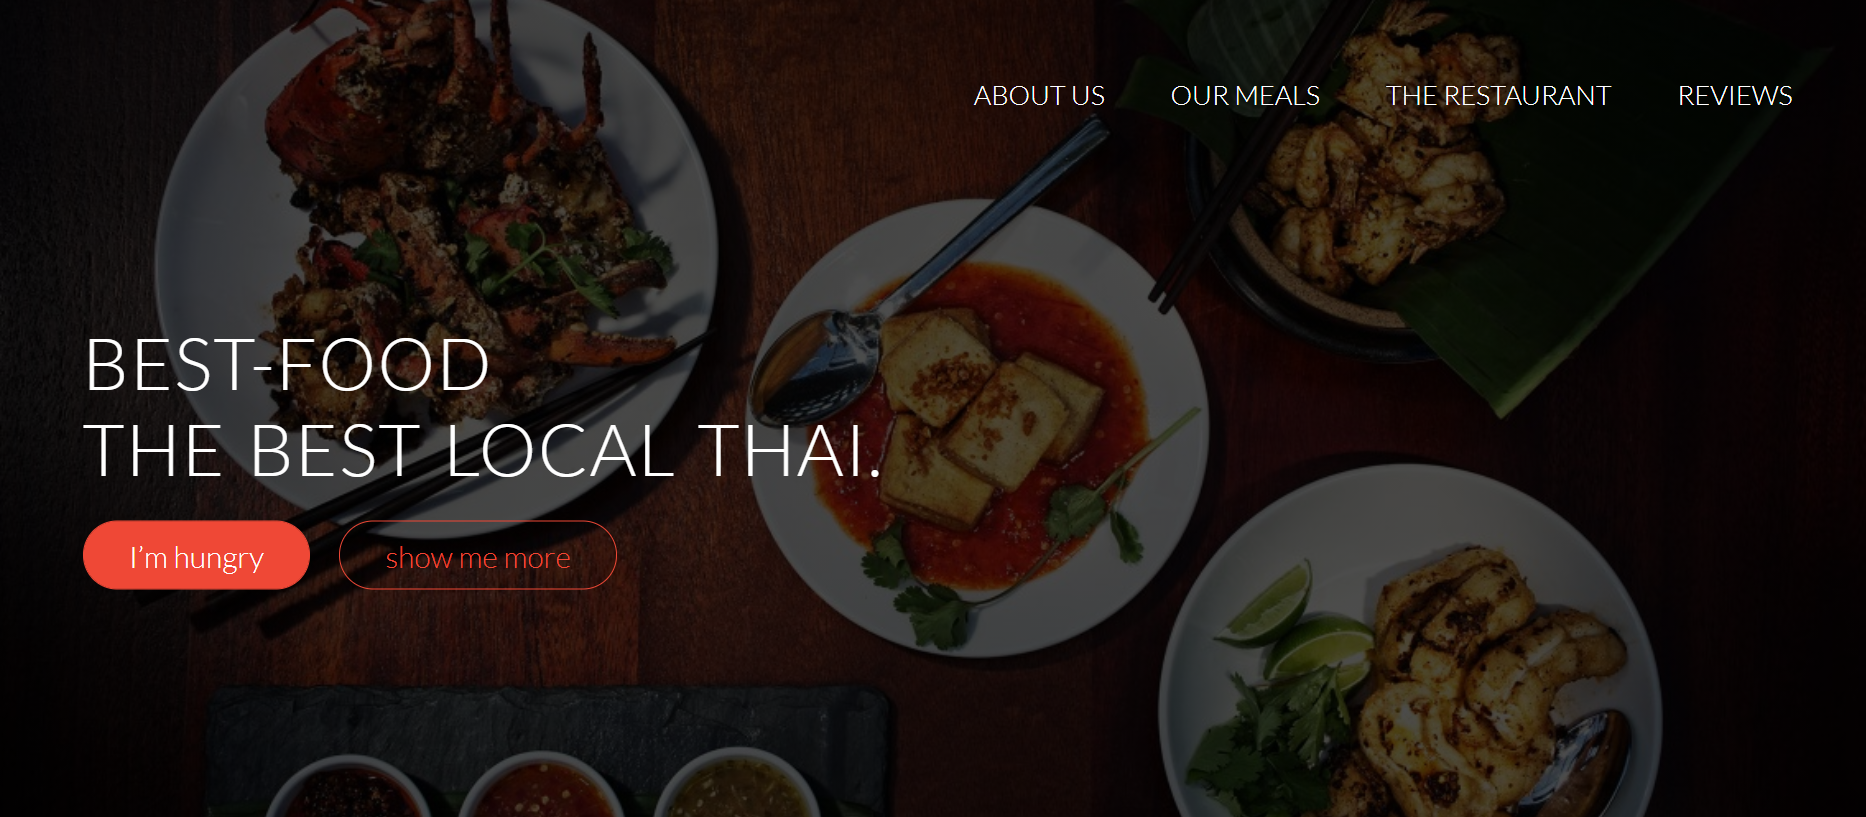 ABOUT US
OUR MEALS
THE RESTAURANT
REVIEWS
BEST-FOOD
THE BEST LOCAL THAI.
I'm hungry
show me more